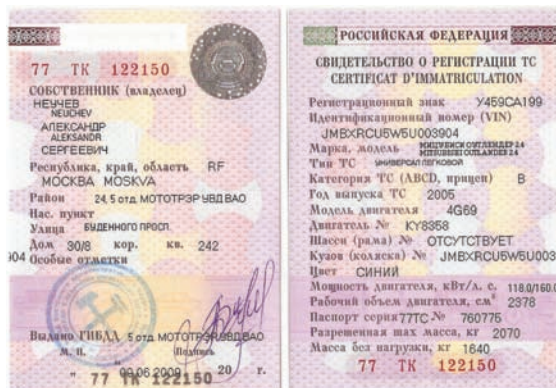 77 ТК 122150
СОБСТВЕННИК (владелец)
НЕУЧЕВ
NEUCHEV
АЛЕКСАНДР
ALEKSANDR
СЕРГЕЕВИЧ
Республика, край, область RF
МОСКВА MOSKVA
Район 24, 5 отд. МОТОТРЭР УВД ВАО
Нас. пункт
Улица БУДЕННОГО ПРОСП.
Дом 30/8 кор. кв. 242
904 Особые отметки
Выдано ГИБДД 5 отд. МОТОТРЭР УВД ВАО
М. П. (Подпись)
" 09.06.2009 20 г.
77 ТК 122150
РОССИЙСКАЯ ФЕДЕРАЦИЯ
СВИДЕТЕЛЬСТВО О РЕГИСТРАЦИИ ТС
CERTIFICAT D'IMMATRICULATION
Регистрационный знак У459СА199
Идентификационный номер (VIN)
JMBXRCU5W5U003904
Марка, модель МИЦУБИСИ ОУТЛЕНДЕР 2.4
MITSUBISHI OUTLANDER 2.4
Тип ТС УНИВЕРСАЛ ЛЕГКОВОЙ
Категория ТС (ABCD, прицеп) B
Год выпуска ТС 2005
Модель двигателя 4G69
Двигатель № KY8358
Шасси (рама) № ОТСУТСТВУЕТ
Кузов (коляска) № JMBXRCU5W5U003
Цвет СИНИЙ
Мощность двигателя, кВт/л. с. 118.0/160.0
Рабочий объем двигателя, см³ 2378
Паспорт серия 77ТС № 760775
Разрешенная max масса, кг 2070
Масса без нагрузки, кг 1640
77 ТК 122150